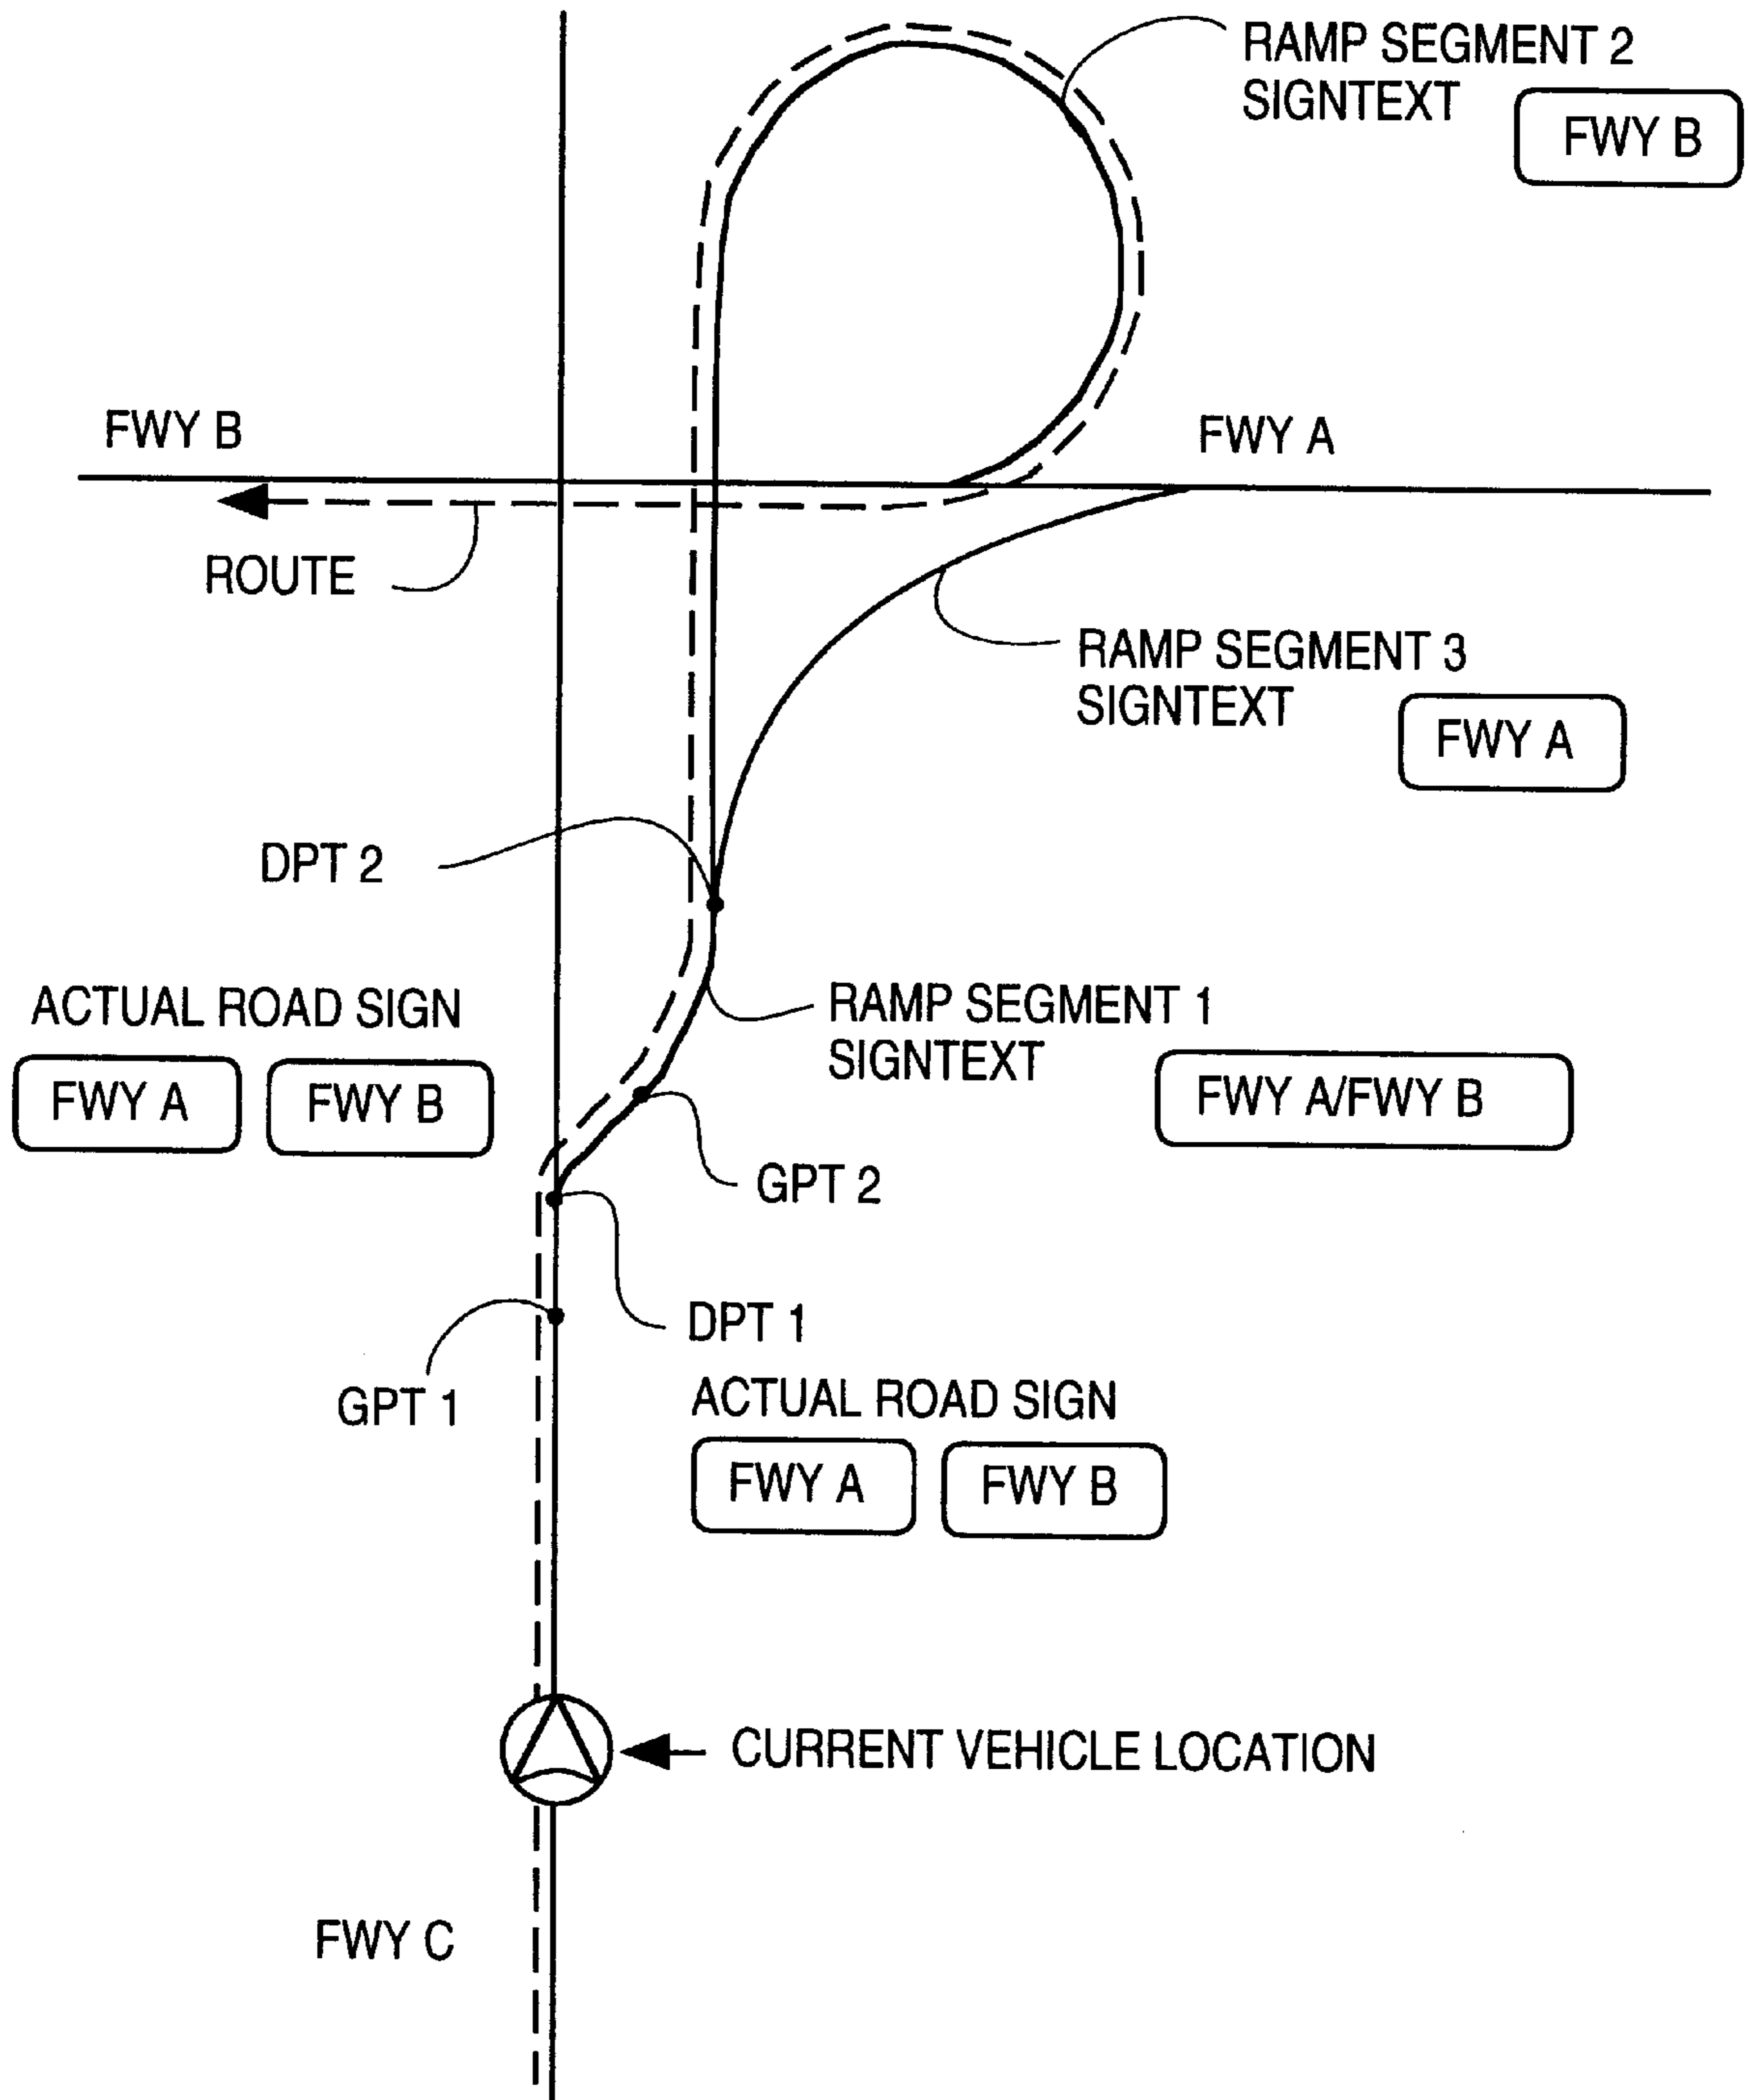 RAMP SEGMENT 2
SIGNTEXT
FWY B
FWY B
FWY A
ROUTE
RAMP SEGMENT 3
SIGNTEXT
FWY A
DPT 2
ACTUAL ROAD SIGN
FWY A FWY B
RAMP SEGMENT 1
SIGNTEXT
FWY A/FWY B
GPT 2
DPT 1
GPT 1
ACTUAL ROAD SIGN
FWY A FWY B
CURRENT VEHICLE LOCATION
FWY C